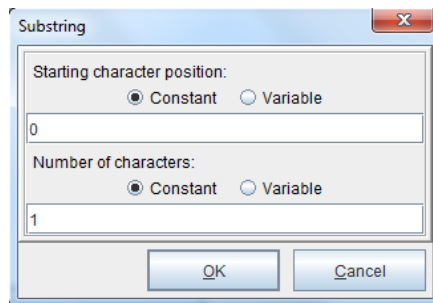 Substring
Starting character position:
Constant Variable
0
Number of characters:
Constant Variable
1
OK Cancel